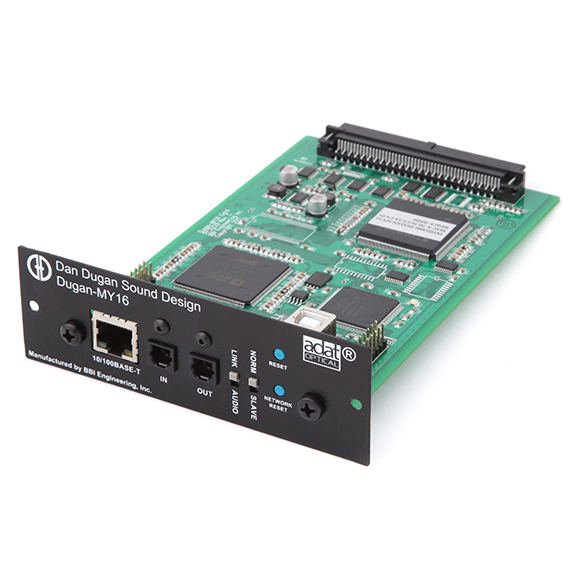 Dan Dugan Sound Design
Dugan-MY16
10/100BASE-T
Manufactured by BBI Engineering, Inc.
IN
OUT
LINK
AUDIO
NORM
SLAVE
RESET
NETWORK
RESET
adat®
OPTICAL